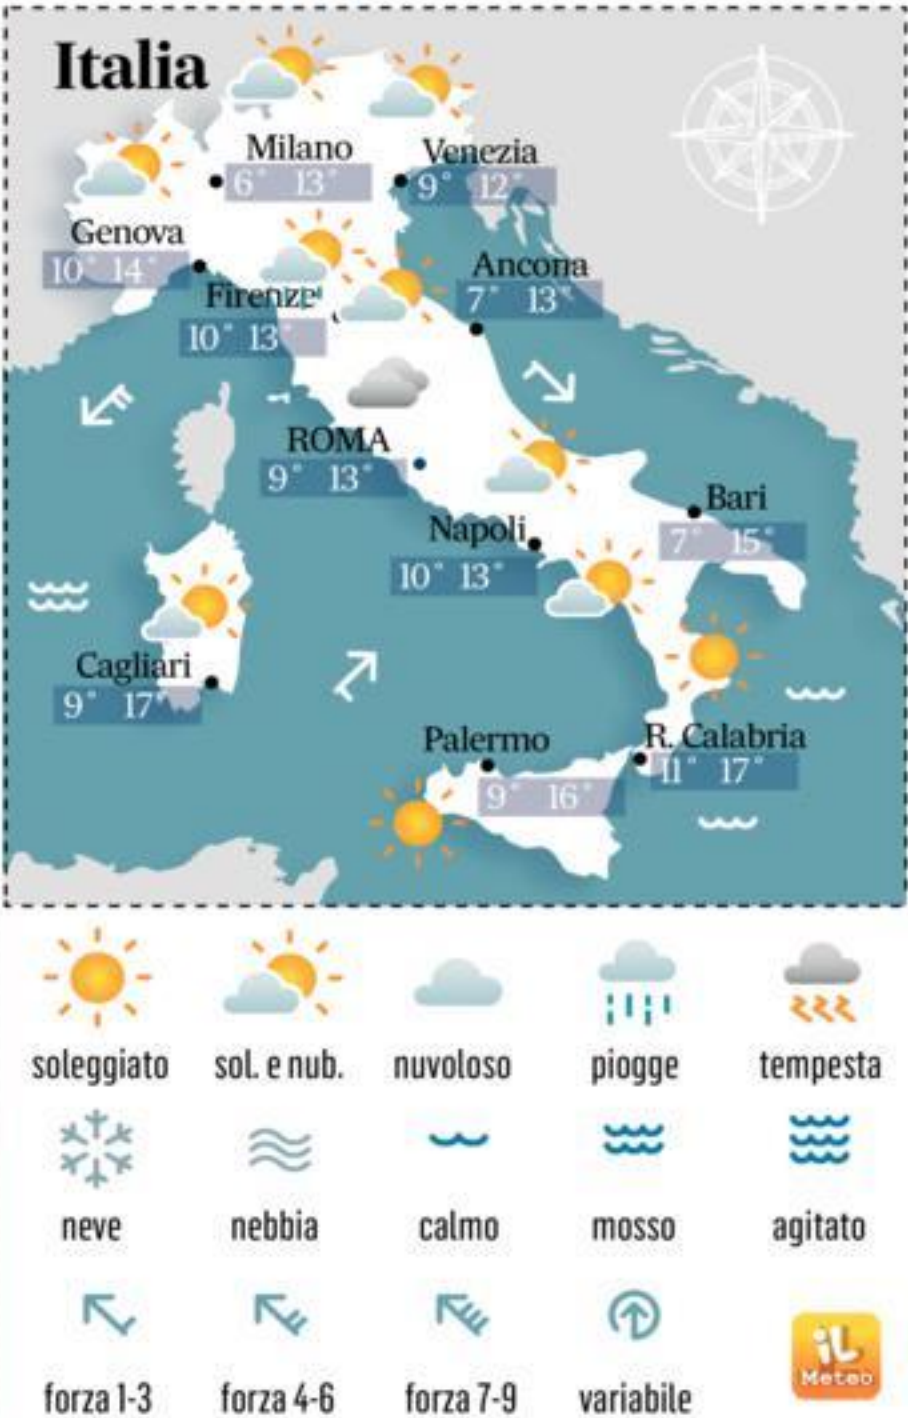 Italia
Milano
6° 13°
Venezia
9° 12°
Genova
10° 14°
Firenze
10° 13°
Ancona
7° 13°
ROMA
9° 13°
Bari
7° 15°
Napoli
10° 13°
Cagliari
9° 17°
Palermo
9° 16°
R. Calabria
11° 17°
soleggiato sol. e nub. nuvoloso piogge tempesta
neve nebbia calmo mosso agitato
forza 1-3 forza 4-6 forza 7-9 variabile
iL
Meteo